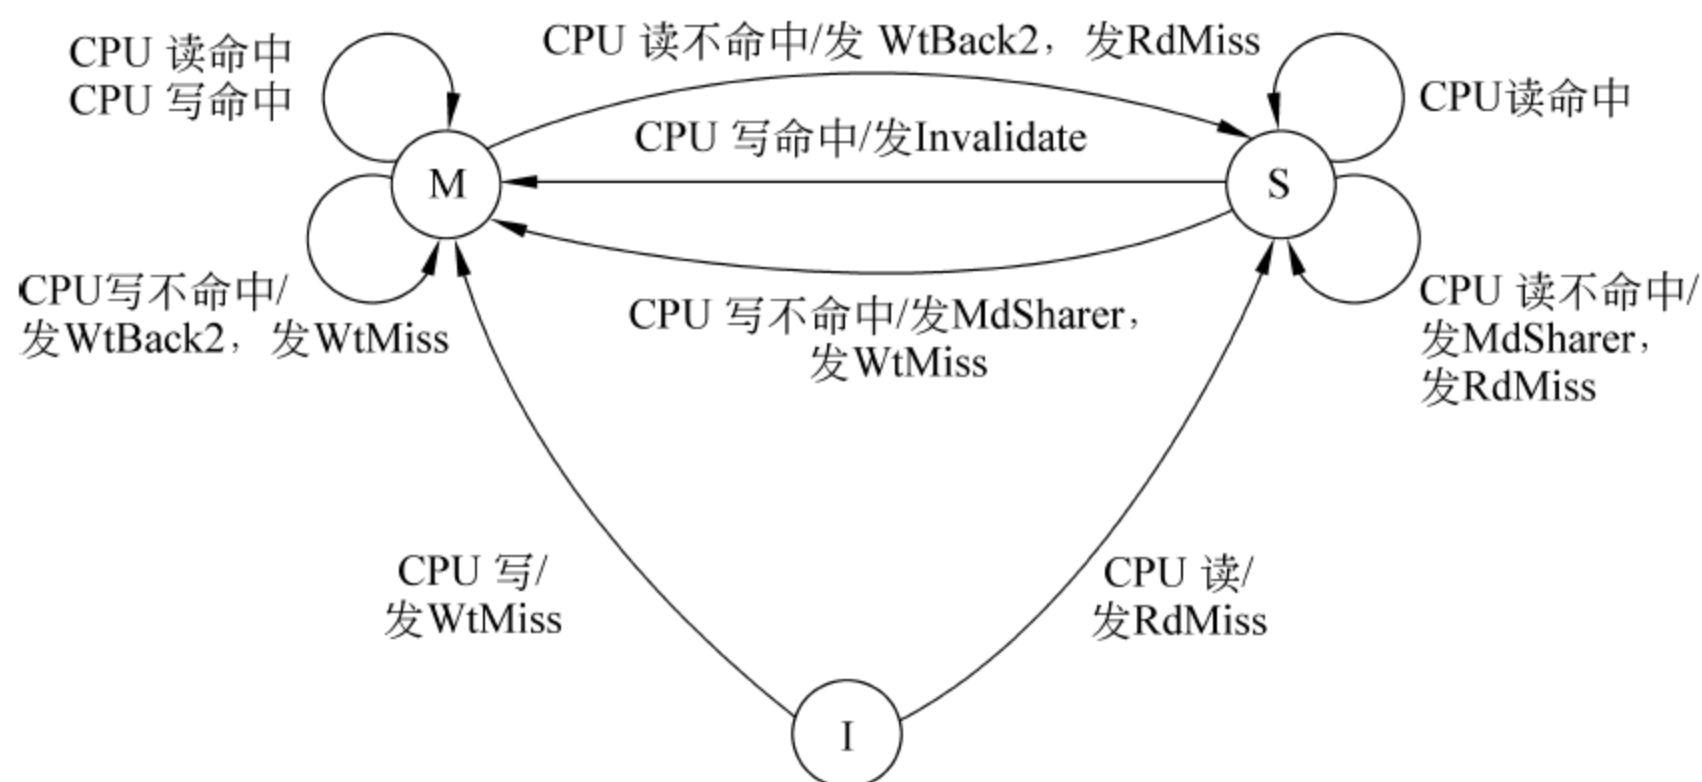 CPU 读命中
CPU 写命中
CPU 读不命中/发 WtBack2，发RdMiss
CPU读命中
CPU 写命中/发Invalidate
M
S
CPU写不命中/
发WtBack2，发WtMiss
CPU 写不命中/发MdSharer，
发WtMiss
CPU 读不命中/
发MdSharer，
发RdMiss
CPU 写/
发WtMiss
CPU 读/
发RdMiss
I